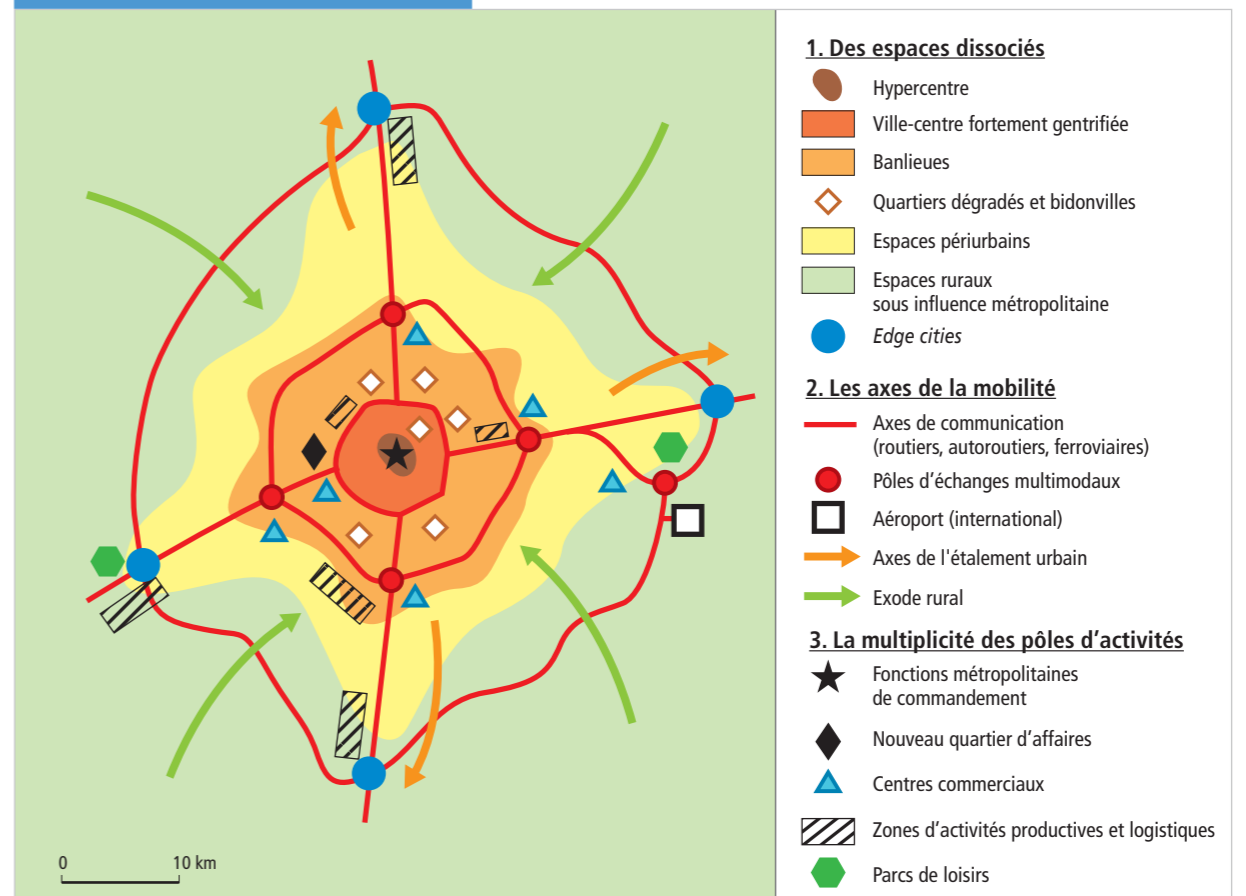 1. Des espaces dissociés
Hypercentre
Ville-centre fortement gentrifiée
Banlieues
Quartiers dégradés et bidonvilles
Espaces périurbains
Espaces ruraux
sous influence métropolitaine
Edge cities
2. Les axes de la mobilité
Axes de communication
(routiers, autoroutiers, ferroviaires)
Pôles d'échanges multimodaux
Aéroport (international)
Axes de l'étalement urbain
Exode rural
3. La multiplicité des pôles d'activités
Fonctions métropolitaines
de commandement
Nouveau quartier d'affaires
Centres commerciaux
Zones d'activités productives et logistiques
Parcs de loisirs
0 10 km